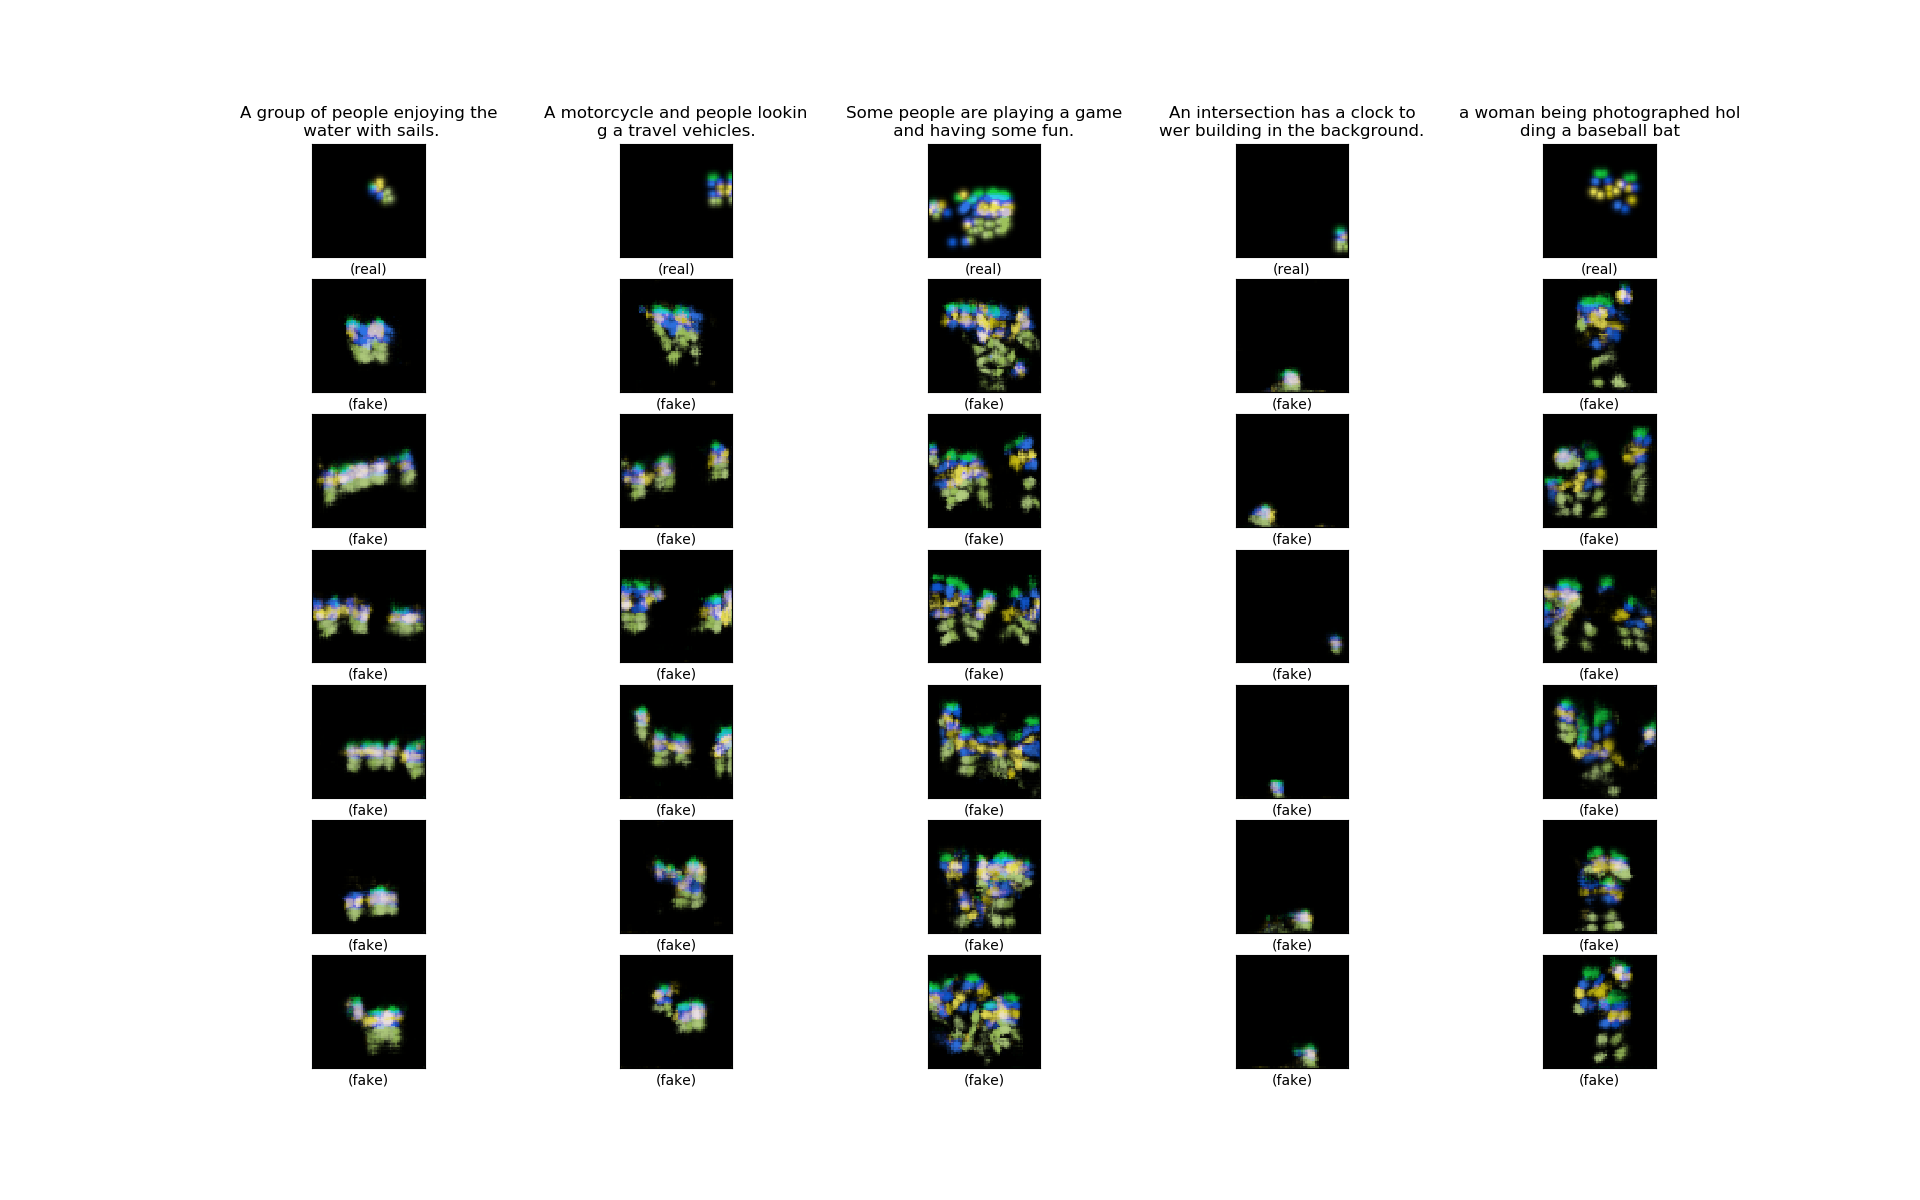 A group of people enjoying the
water with sails.
A motorcycle and people lookin
g a travel vehicles.
Some people are playing a game
and having some fun.
An intersection has a clock to
wer building in the background.
a woman being photographed hol
ding a baseball bat
(real) (real) (real) (real) (real)
(fake) (fake) (fake) (fake) (fake)
(fake) (fake) (fake) (fake) (fake)
(fake) (fake) (fake) (fake) (fake)
(fake) (fake) (fake) (fake) (fake)
(fake) (fake) (fake) (fake) (fake)
(fake) (fake) (fake) (fake) (fake)